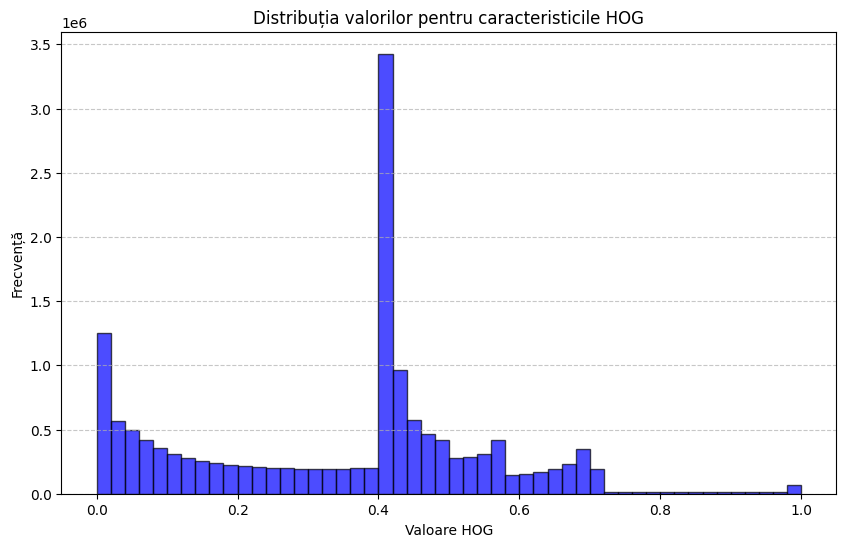 Distribuția valorilor pentru caracteristicile HOG
1e6
3.5
3.0
2.5
2.0
1.5
1.0
0.5
0.0
Frecvență
0.0 0.2 0.4 0.6 0.8 1.0
Valoare HOG